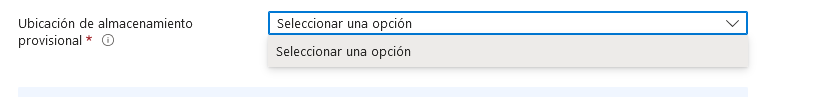 Ubicación de almacenamiento
provisional *
Seleccionar una opción
Seleccionar una opción